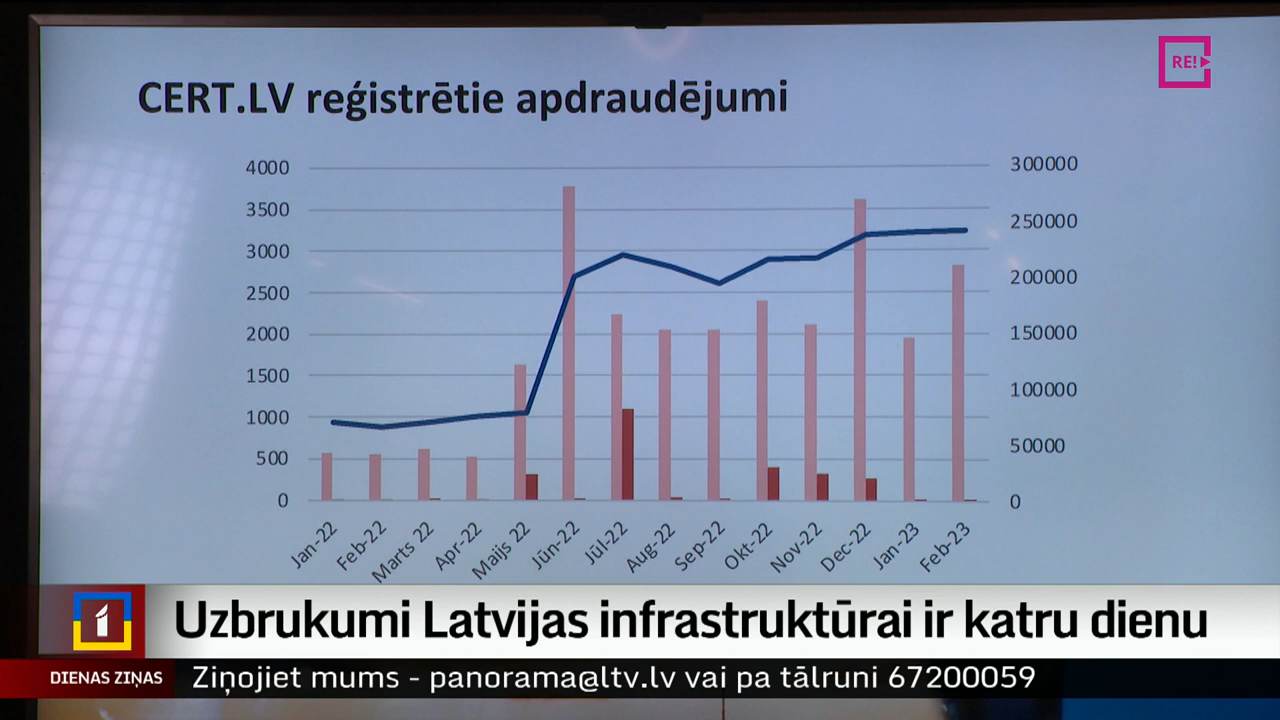 RE!
CERT.LV reģistrētie apdraudējumi
4000
3500
3000
2500
2000
1500
1000
500
0
300000
250000
200000
150000
100000
50000
0
Jan-22
Feb-22
Marts 22
Apr-22
Maijs 22
Jūn-22
Jūl-22
Aug-22
Sep-22
Okt-22
Nov-22
Dec-22
Jan-23
Feb-23
1
Uzbrukumi Latvijas infrastruktūrai ir katru dienu
DIENAS ZIŅAS
Ziņojiet mums - panorama@ltv.lv vai pa tālruni 67200059